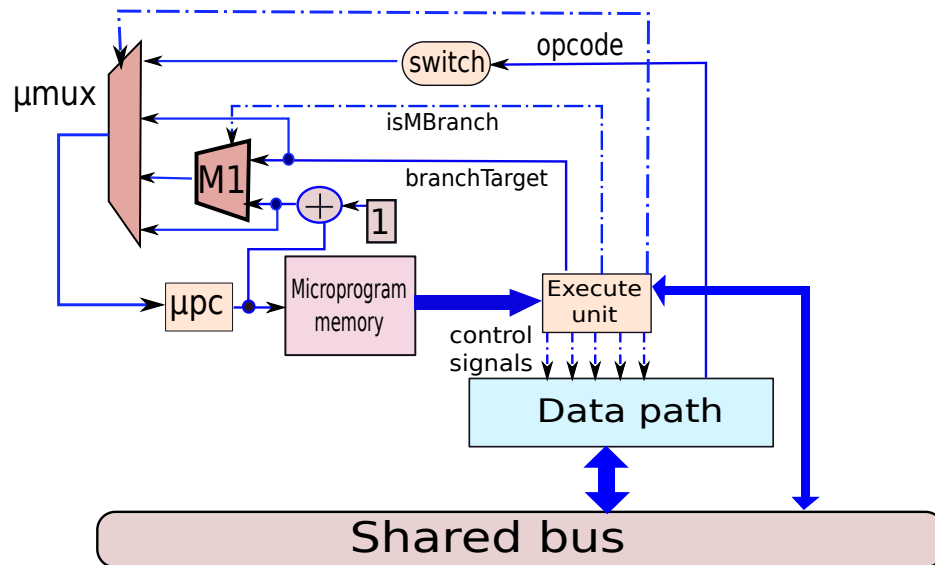 opcode
switch
μmux
isMBranch
M1
branchTarget
+
1
μpc
Microprogram
memory
Execute
unit
control
signals
Data path
Shared bus